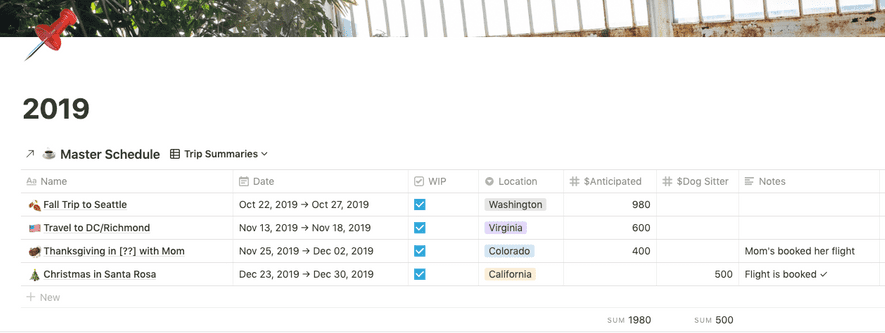 2019
Master Schedule Trip Summaries
Aa Name Date WIP Location $Anticipated $Dog Sitter Notes
Fall Trip to Seattle Oct 22, 2019 → Oct 27, 2019 Washington 980
Travel to DC/Richmond Nov 13, 2019 → Nov 18, 2019 Virginia 600
Thanksgiving in [??] with Mom Nov 25, 2019 → Dec 02, 2019 Colorado 400 Mom's booked her flight
Christmas in Santa Rosa Dec 23, 2019 → Dec 30, 2019 California 500 Flight is booked ✓
+ New
SUM 1980 SUM 500